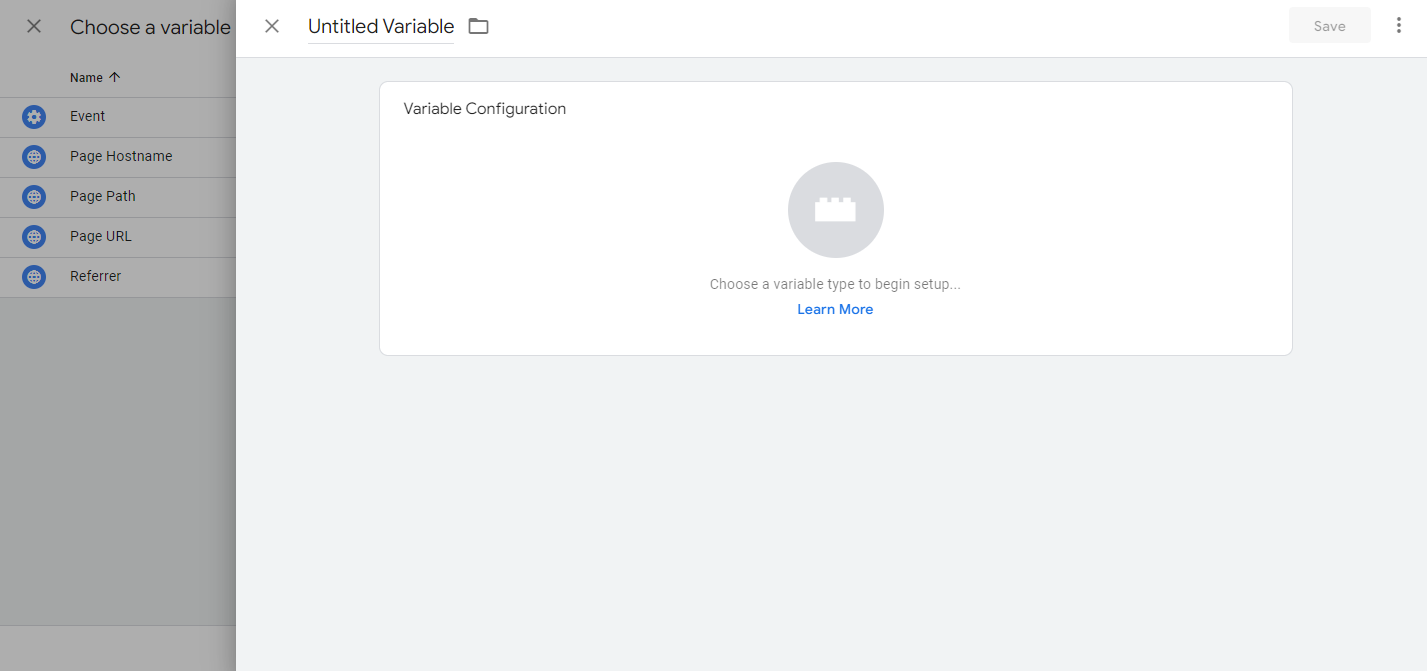 Choose a variable
Name
Event
Page Hostname
Page Path
Page URL
Referrer
Untitled Variable
Save
Variable Configuration
Choose a variable type to begin setup...
Learn More